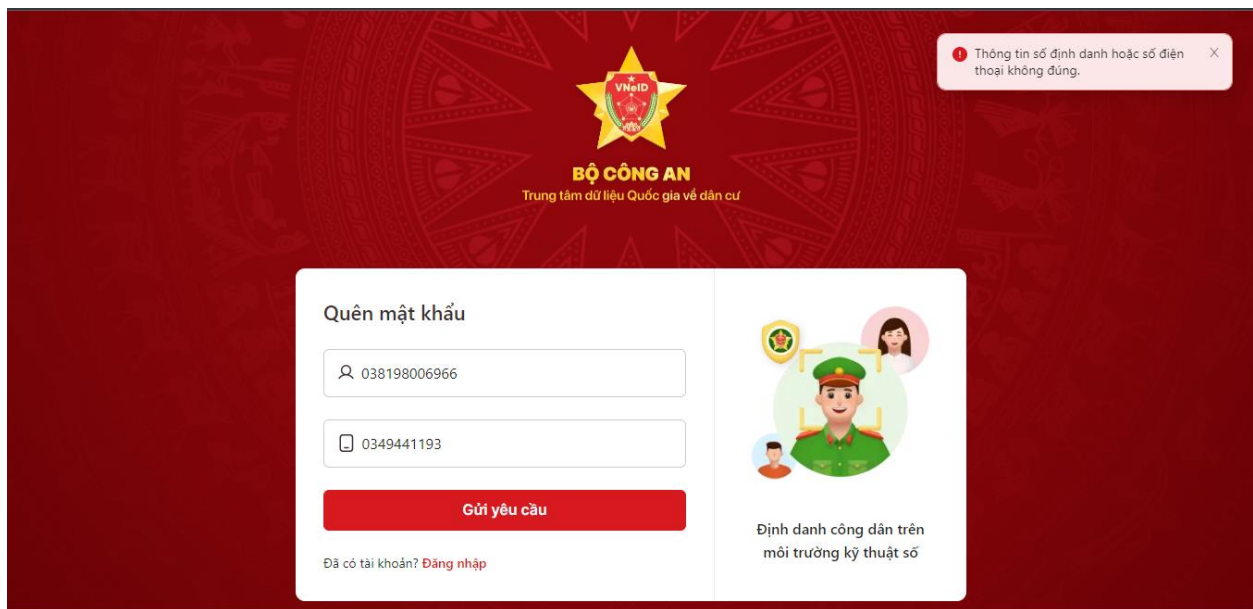 Thông tin số định danh hoặc số điện
thoại không đúng.
VNeID
BỘ CÔNG AN
Trung tâm dữ liệu Quốc gia về dân cư
Quên mật khẩu
038198006966
0349441193
Gửi yêu cầu
Đã có tài khoản? Đăng nhập
Định danh công dân trên
môi trường kỹ thuật số